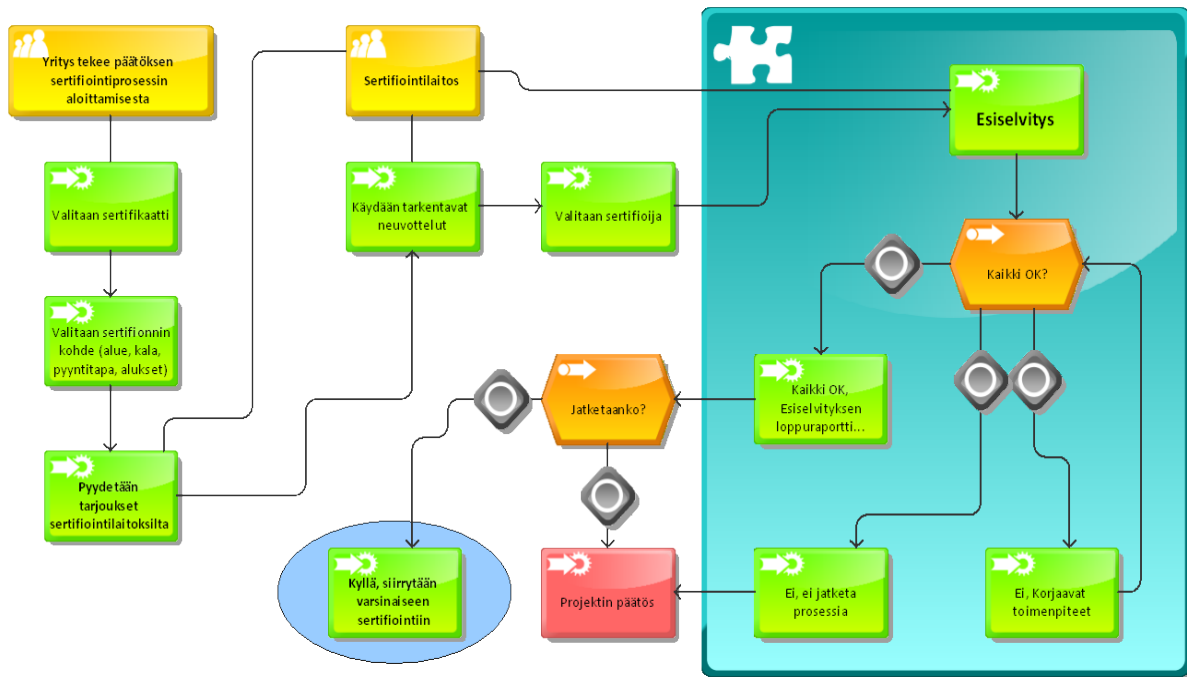 Yritys tekee päätöksen
sertifiointiprosessin
aloittamisesta
Sertifiointilaitos
Esiselvitys
Valitaan sertifikaatti
Käydään tarkentavat
neuvottelut
Valitaan sertifioija
Kaikki OK?
Valitaan sertifionnin
kohde (alue, kala,
pyyntitapa, alukset)
Jatketaanko?
Kaikki OK,
Esiselvityksen
loppuraportti...
Pyydetään
tarjoukset
sertifiointilaitoksilta
Kyllä, siirrytään
varsinaiseen
sertifiointiin
Projektin päätös
Ei, ei jatketa
prosessia
Ei, Korjaavat
toimenpiteet